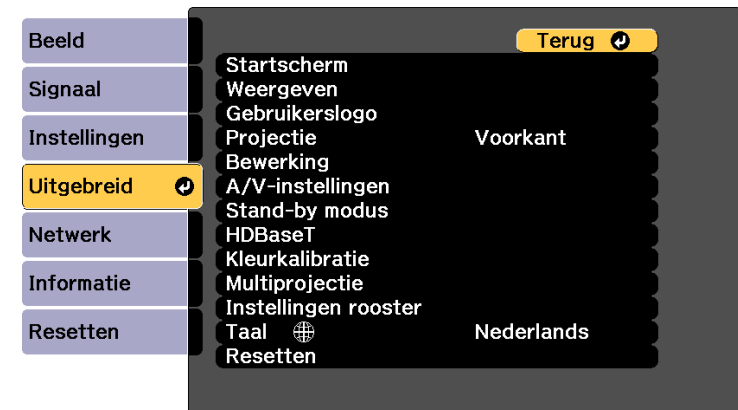 Beeld
Signaal
Instellingen
Uitgebreid
Netwerk
Informatie
Resetten
Terug
Startscherm
Weergeven
Gebruikerslogo
Projectie Voorkant
Bewerking
A/V-instellingen
Stand-by modus
HDBaseT
Kleurkalibratie
Multiprojectie
Instellingen rooster
Taal Nederlands
Resetten